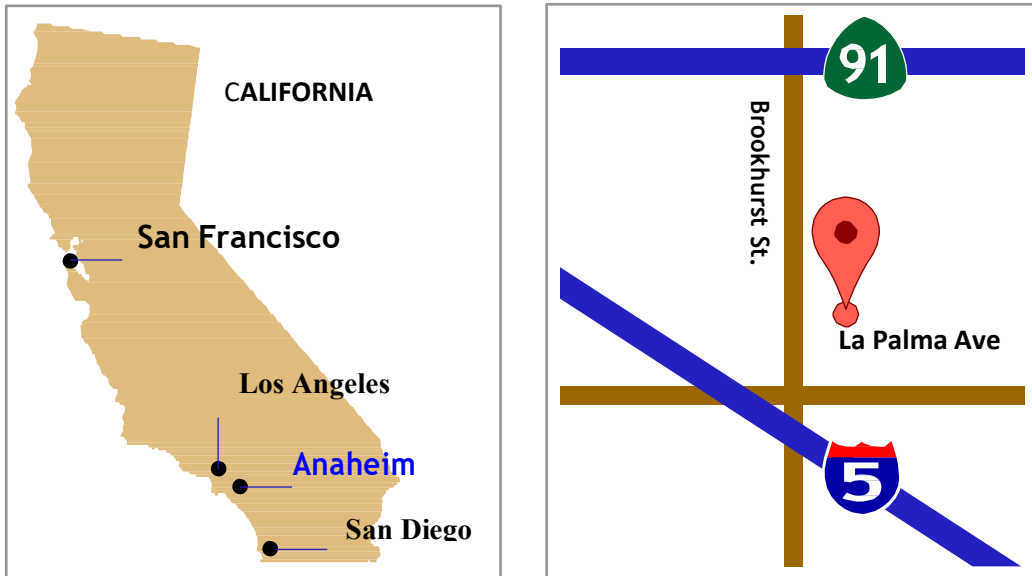 CALIFORNIA
San Francisco
Los Angeles
Anaheim
San Diego
91
Brookhurst St.
La Palma Ave
5